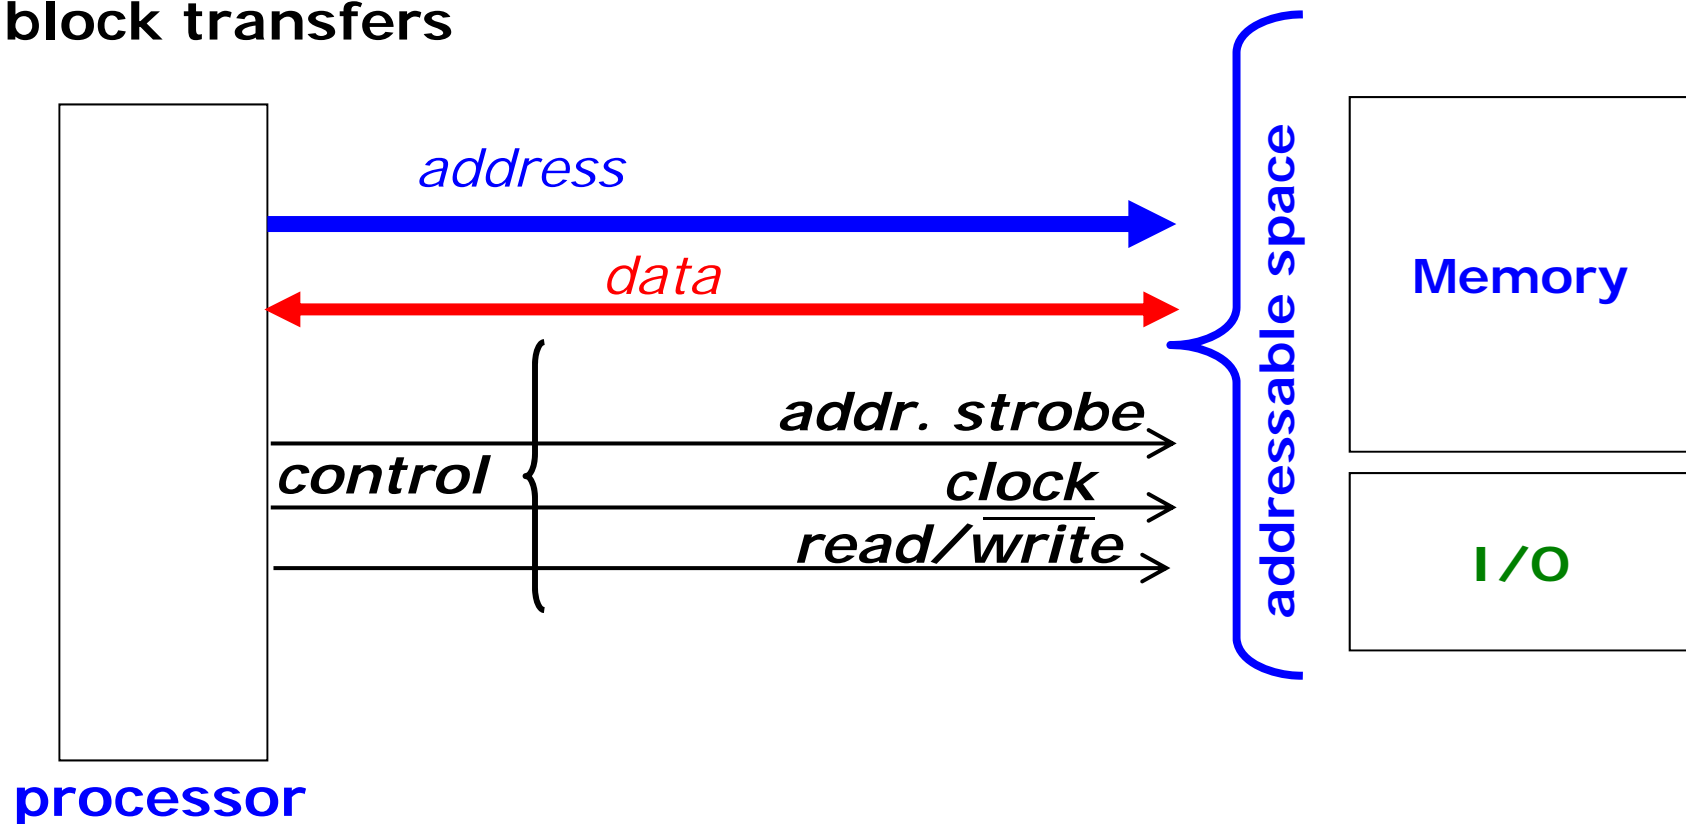 block transfers
address
data
addr. strobe
control
clock
read/write
addressable space
Memory
I/O
processor